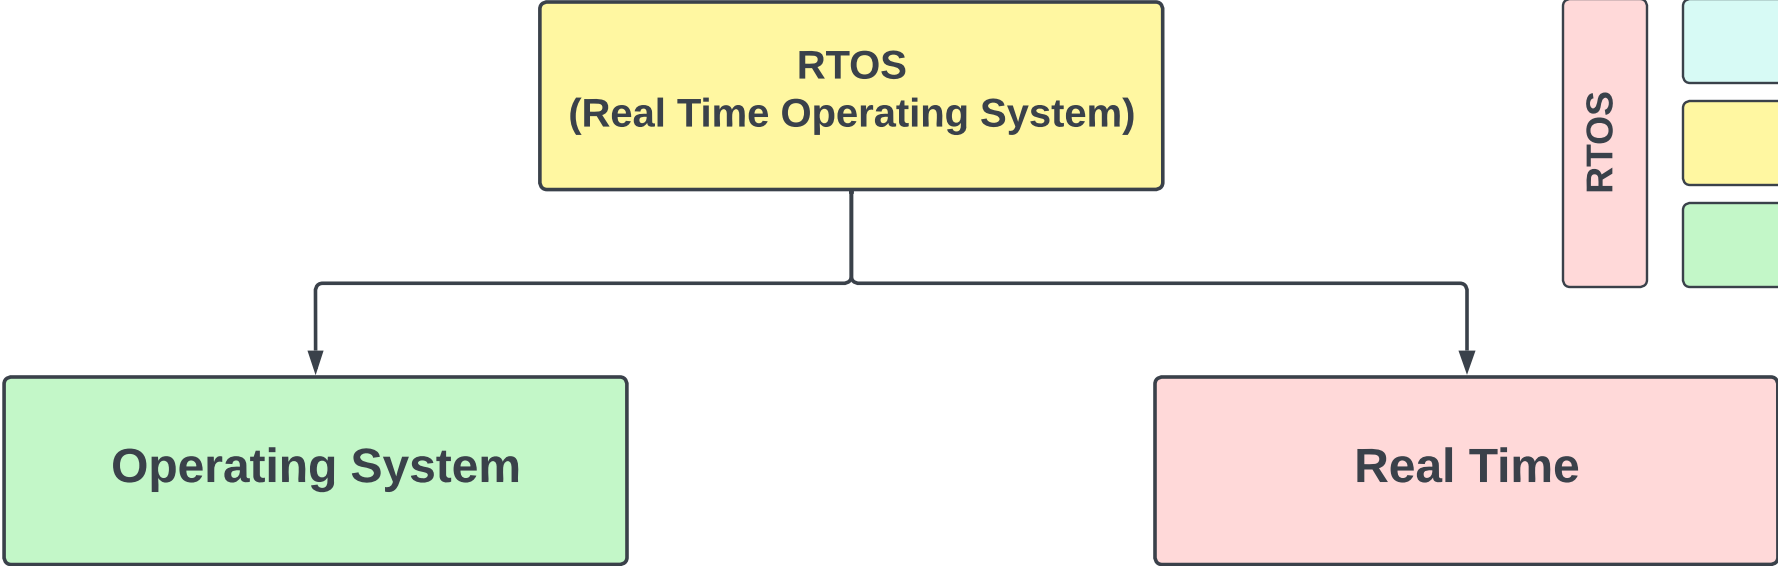 RTOS
(Real Time Operating System)
RTOS
Operating System
Real Time